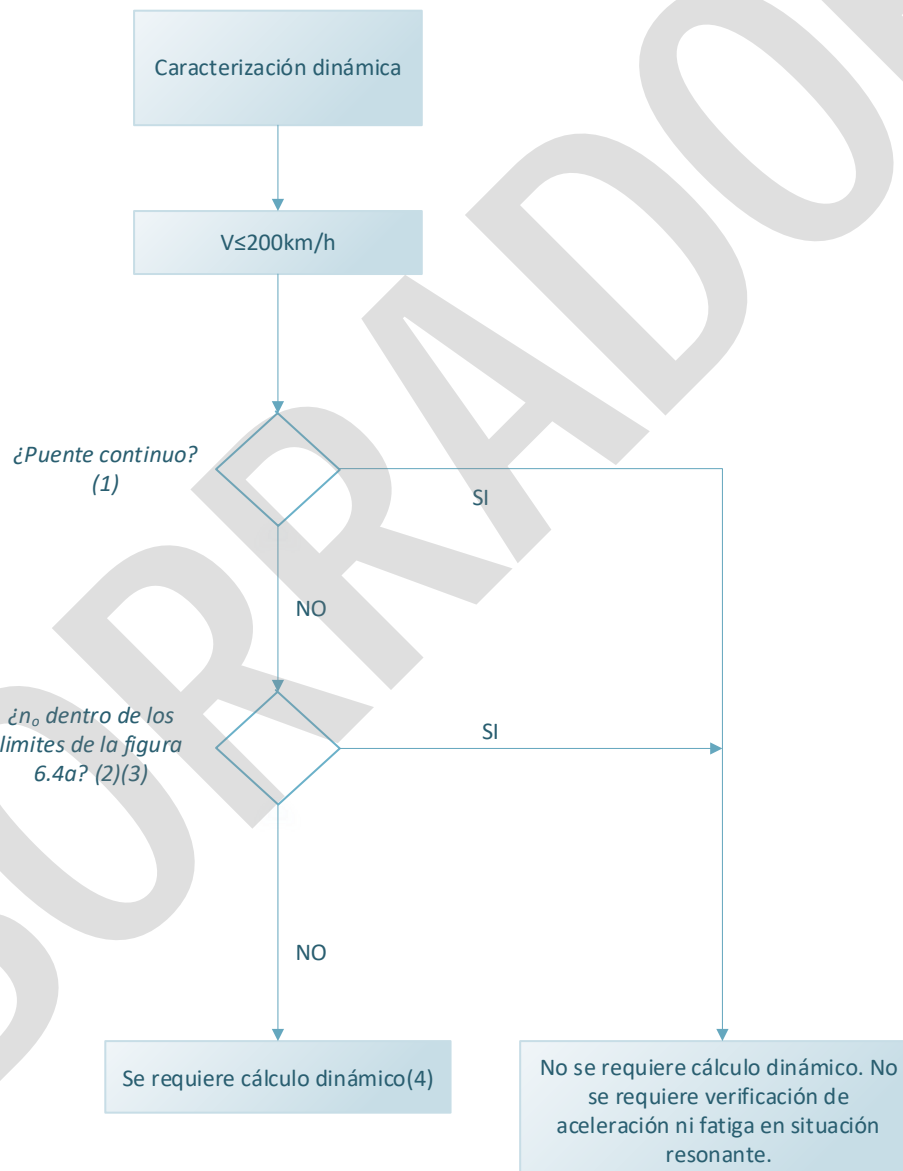 Caracterización dinámica
V≤200km/h
¿Puente continuo?
(1)
SI
NO
¿nₒ dentro de los
limites de la figura
6.4a? (2)(3)
SI
NO
Se requiere cálculo dinámico(4)
No se requiere cálculo dinámico. No
se requiere verificación de
aceleración ni fatiga en situación
resonante.
BORRADOR